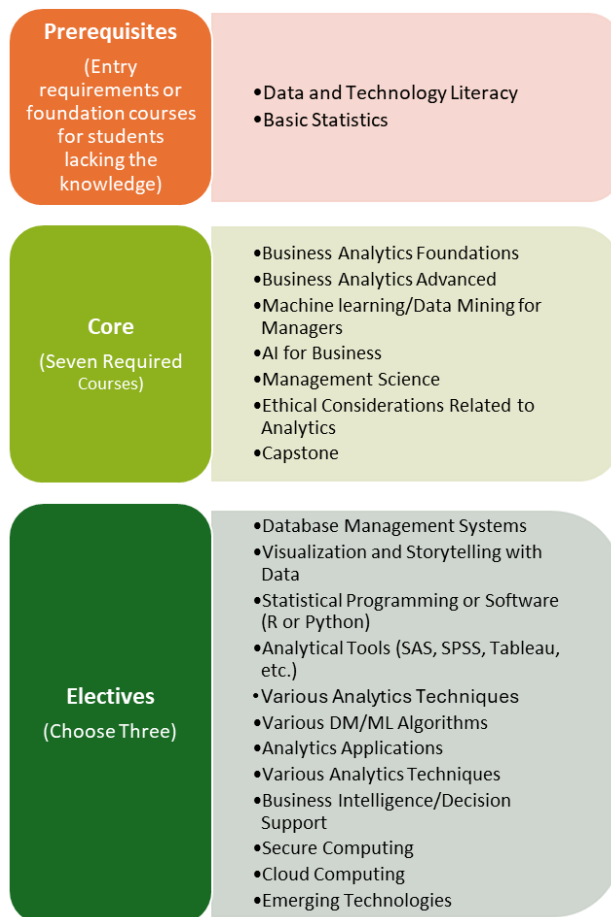 Prerequisites
(Entry
requirements or
foundation courses
for students
lacking the
knowledge)
•Data and Technology Literacy
•Basic Statistics
Core
(Seven Required
Courses)
•Business Analytics Foundations
•Business Analytics Advanced
•Machine learning/Data Mining for
Managers
•AI for Business
•Management Science
•Ethical Considerations Related to
Analytics
•Capstone
Electives
(Choose Three)
•Database Management Systems
•Visualization and Storytelling with
Data
•Statistical Programming or Software
(R or Python)
•Analytical Tools (SAS, SPSS, Tableau,
etc.)
•Various Analytics Techniques
•Various DM/ML Algorithms
•Analytics Applications
•Various Analytics Techniques
•Business Intelligence/Decision
Support
•Secure Computing
•Cloud Computing
•Emerging Technologies